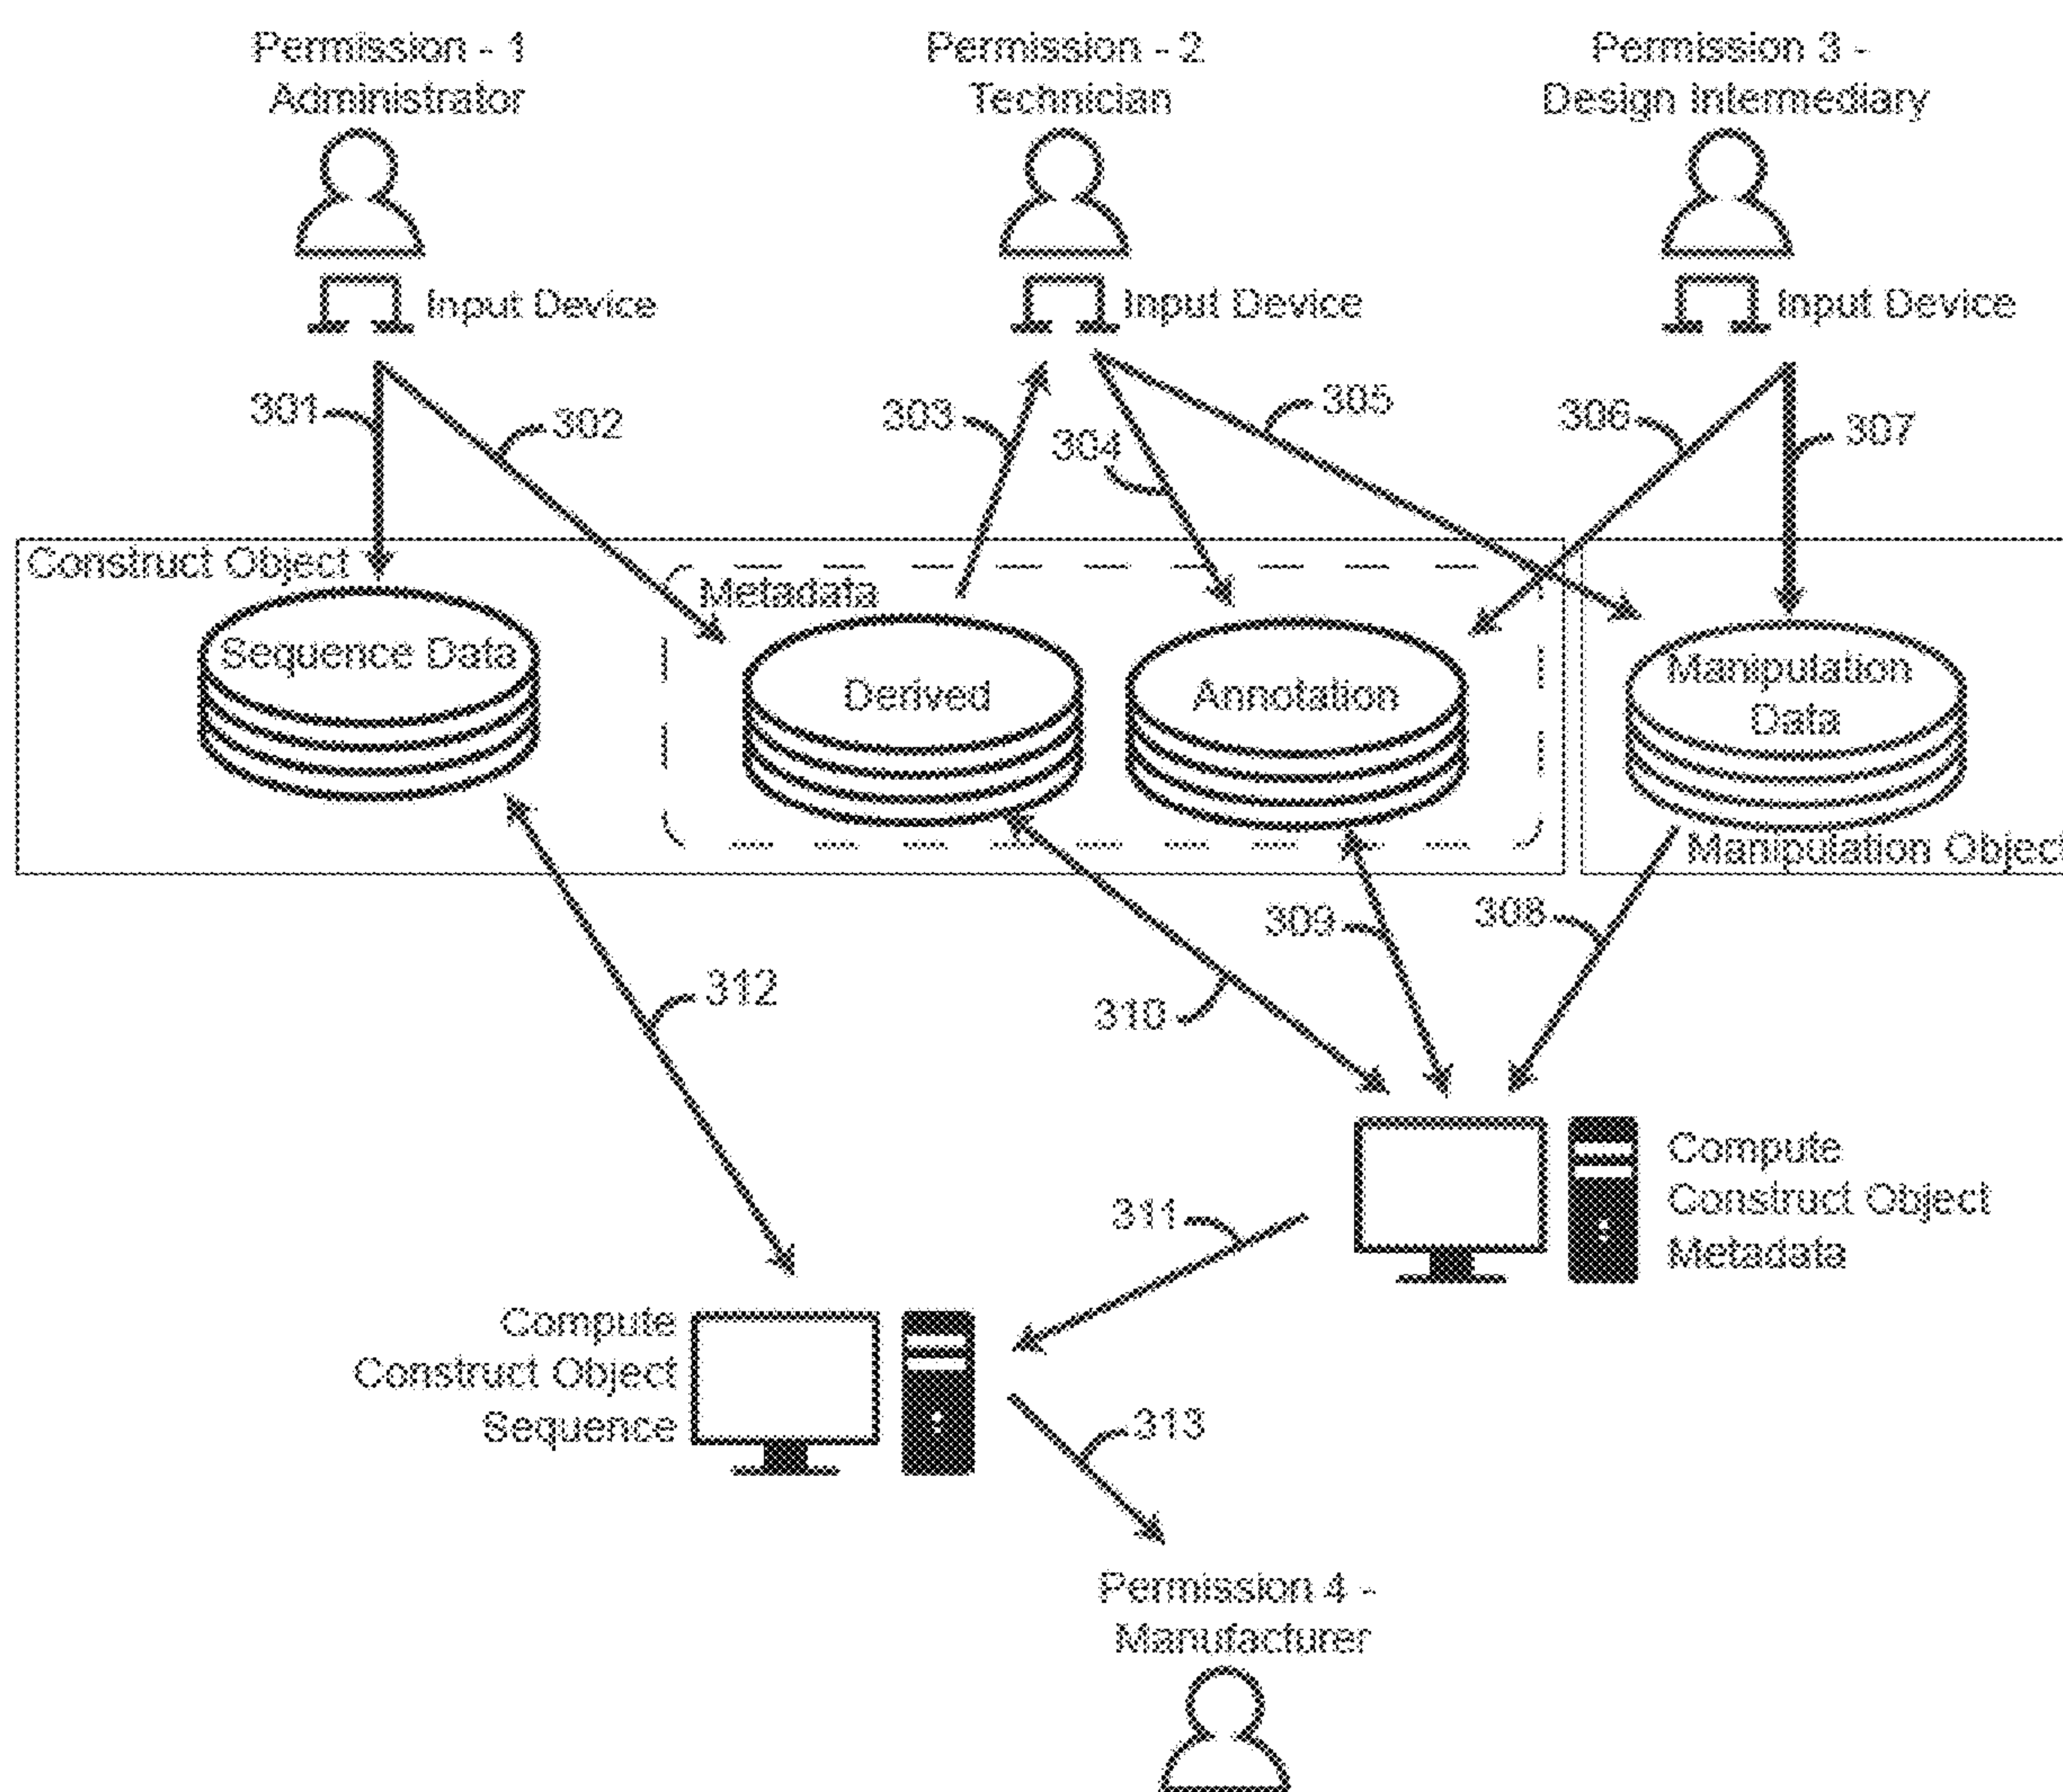 Permission - 1
Administrator
Permission - 2
Technician
Permission 3 -
Design Intermediary
Input Device
Input Device
Input Device
301
302
303
304
305
306
307
Construct Object
Metadata
Sequence Data
Derived
Annotation
Manipulation
Data
Manipulation Object
312
310
309
308
311
Compute
Construct Object
Metadata
Compute
Construct Object
Sequence
313
Permission 4 -
Manufacturer